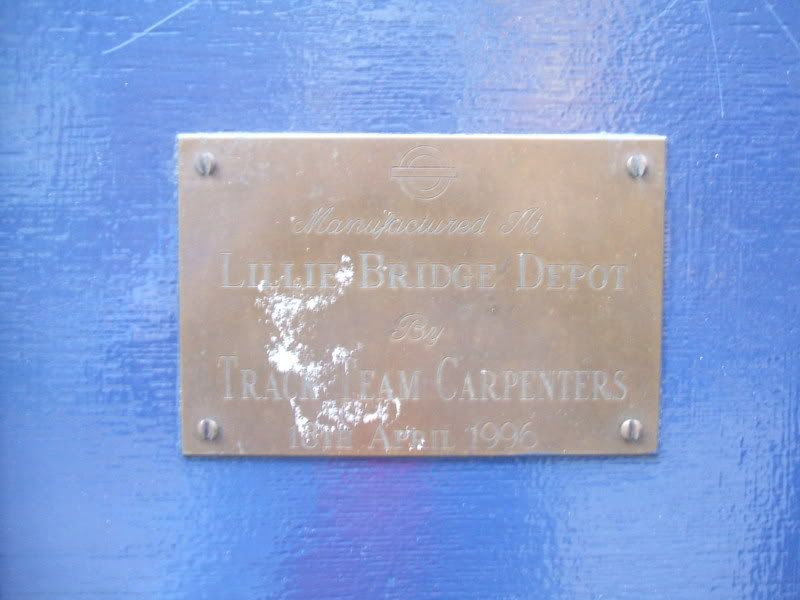 Manufactured At
LILLIE BRIDGE DEPOT
By
TRACK TEAM CARPENTERS
APRIL 1996